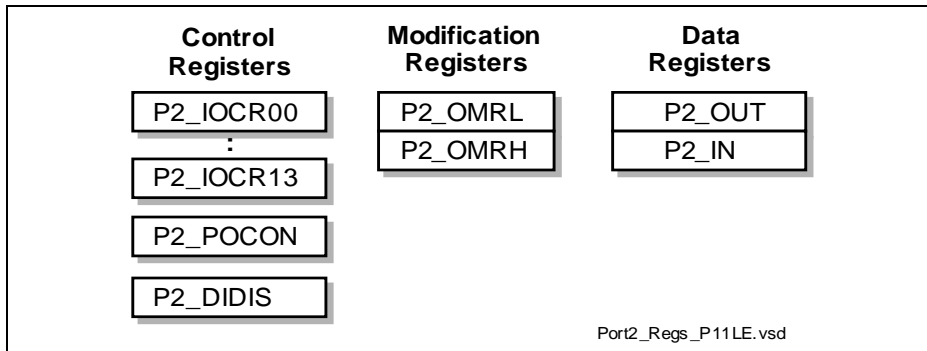 Control
Registers
P2_IOCR00
:
P2_IOCR13
P2_POCON
P2_DIDIS
Modification
Registers
P2_OMRL
P2_OMRH
Data
Registers
P2_OUT
P2_IN
Port2_Regs_P11LE.vsd